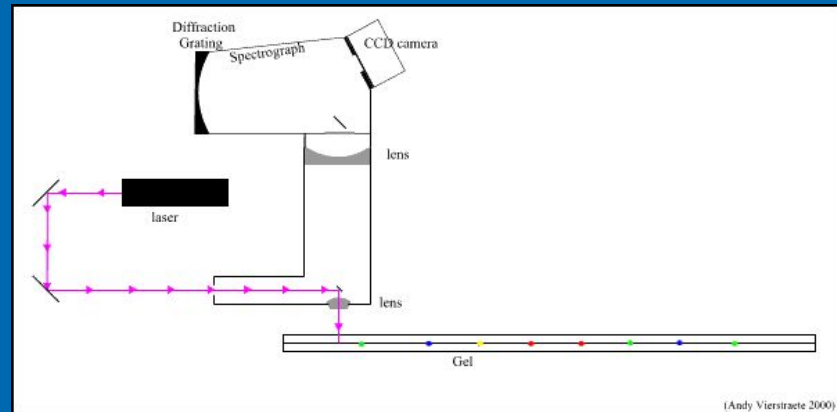 Diffraction
Grating
Spectrograph
CCD camera
lens
laser
lens
Gel
(Andy Vierstraete 2000)